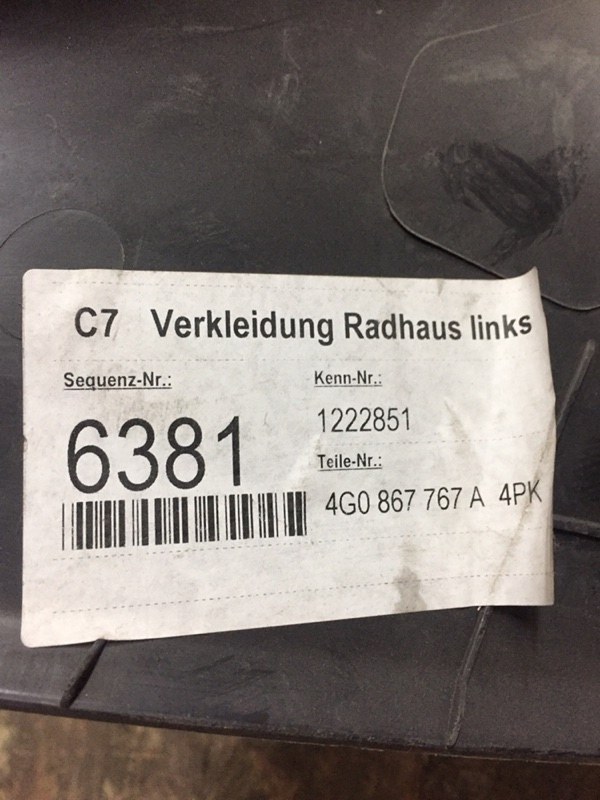 C7 Verkleidung Radhaus links
Sequenz-Nr.:
6381
Kenn-Nr.:
1222851
Teile-Nr.:
4G0 867 767 A 4PK